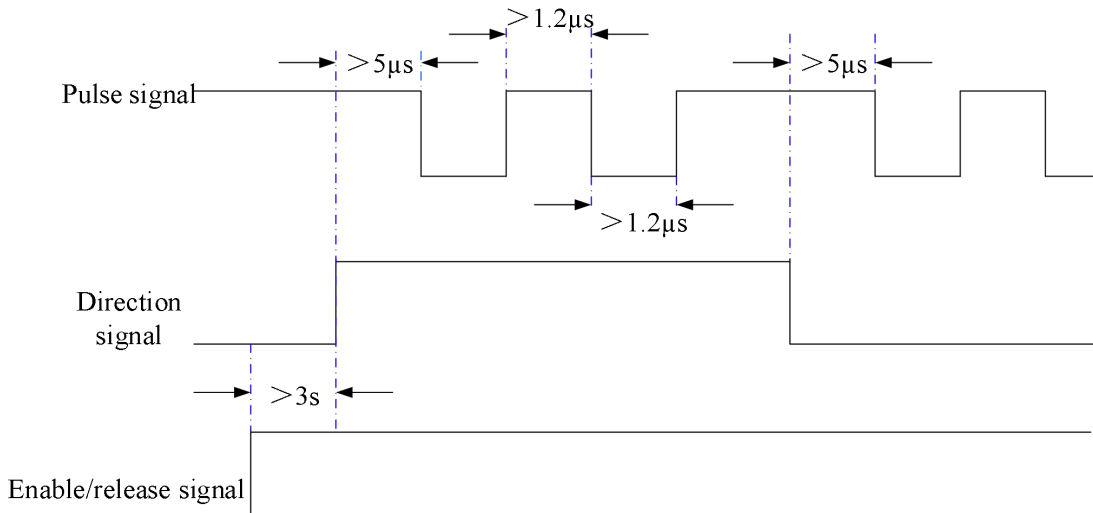 ＞1.2μs
＞5μs
＞5μs
Pulse signal
＞1.2μs
Direction
signal
＞3s
Enable/release signal